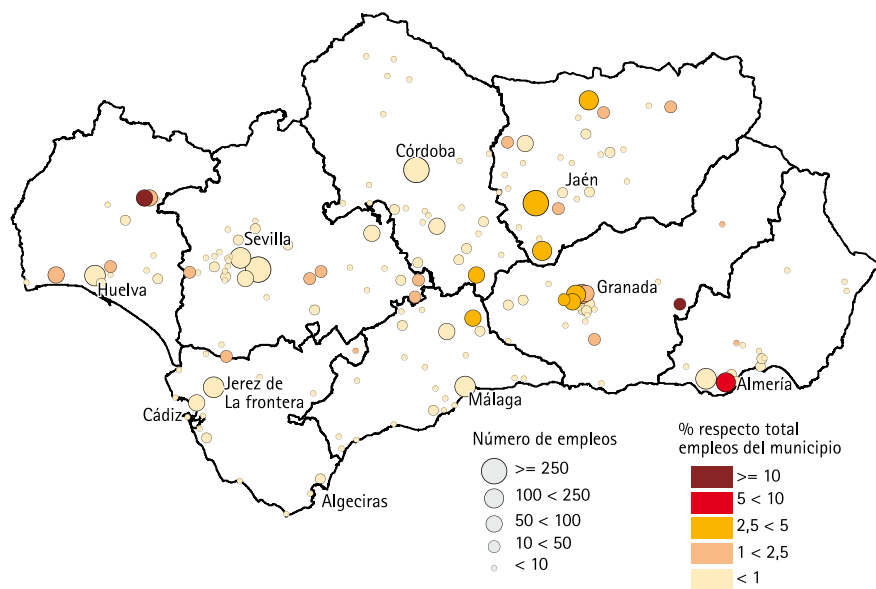 Córdoba
Jaén
Sevilla
Huelva
Granada
Jerez de
La frontera
Cádiz
Málaga
Almería
Algeciras
Número de empleos
>= 250
100 < 250
50 < 100
10 < 50
< 10
% respecto total
empleos del municipio
>= 10
5 < 10
2,5 < 5
1 < 2,5
< 1